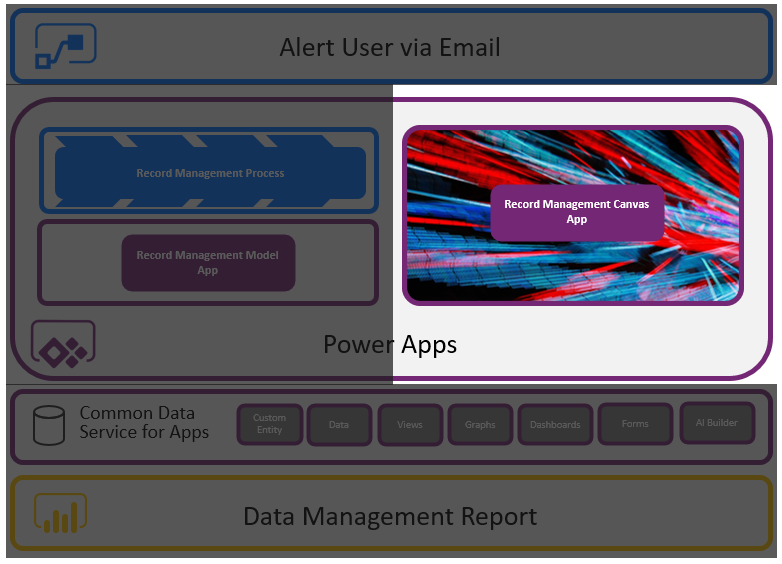 Alert User via Email
Record Management Process
Record Management Canvas
App
Record Management Model
App
Power Apps
Common Data
Service for Apps
Custom
Entity
Data
Views
Graphs
Dashboards
Forms
AI Builder
Data Management Report